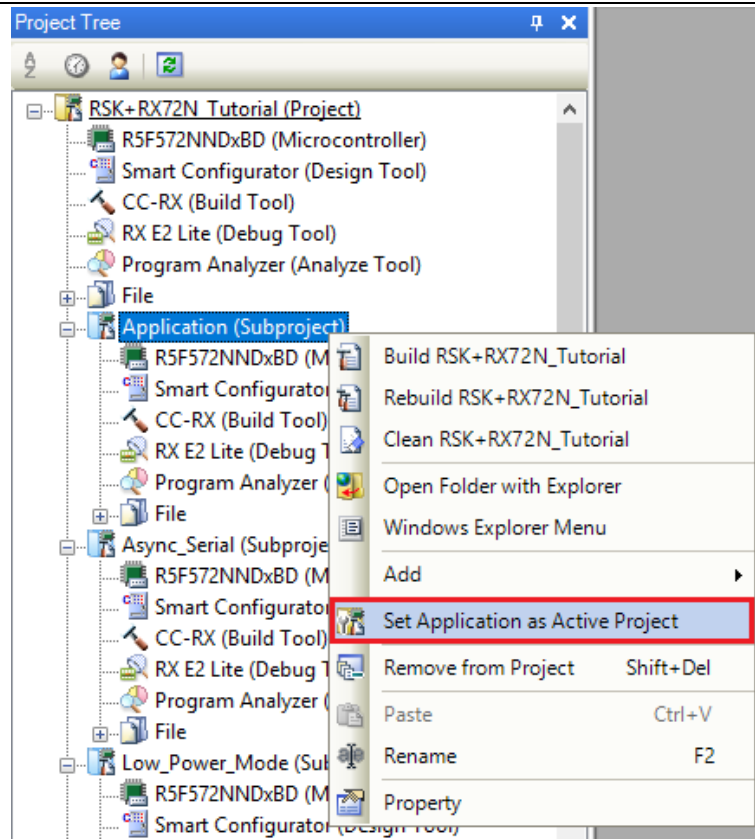 Project Tree
RSK+RX72N_Tutorial (Project)
R5F572NNDxBD (Microcontroller)
Smart Configurator (Design Tool)
CC-RX (Build Tool)
RX E2 Lite (Debug Tool)
Program Analyzer (Analyze Tool)
File
Application (Subproject)
R5F572NNDxBD (M
Smart Configurator
CC-RX (Build Tool)
RX E2 Lite (Debug T
Program Analyzer (
File
Async_Serial (Subproje
R5F572NNDxBD (M
Smart Configurator
CC-RX (Build Tool)
RX E2 Lite (Debug T
Program Analyzer (
File
Low_Power_Mode (Sub
R5F572NNDxBD (M
Smart Configurator (Design Tool)
Build RSK+RX72N_Tutorial
Rebuild RSK+RX72N_Tutorial
Clean RSK+RX72N_Tutorial
Open Folder with Explorer
Windows Explorer Menu
Add
Set Application as Active Project
Remove from Project Shift+Del
Paste Ctrl+V
Rename F2
Property